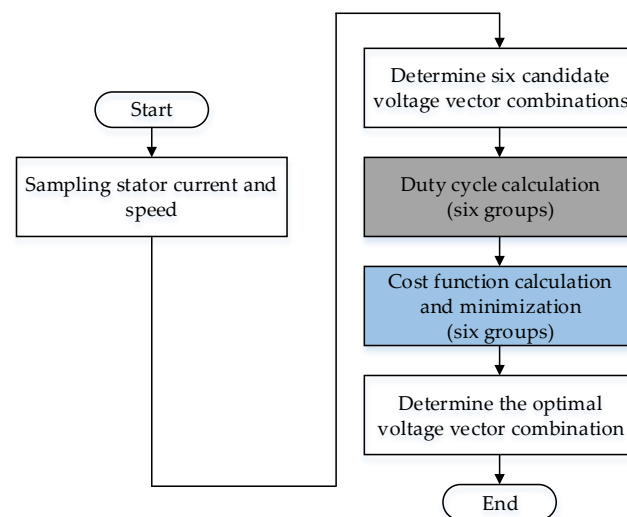 Start
Sampling stator current and
speed
Determine six candidate
voltage vector combinations
Duty cycle calculation
(six groups)
Cost function calculation
and minimization
(six groups)
Determine the optimal
voltage vector combination
End